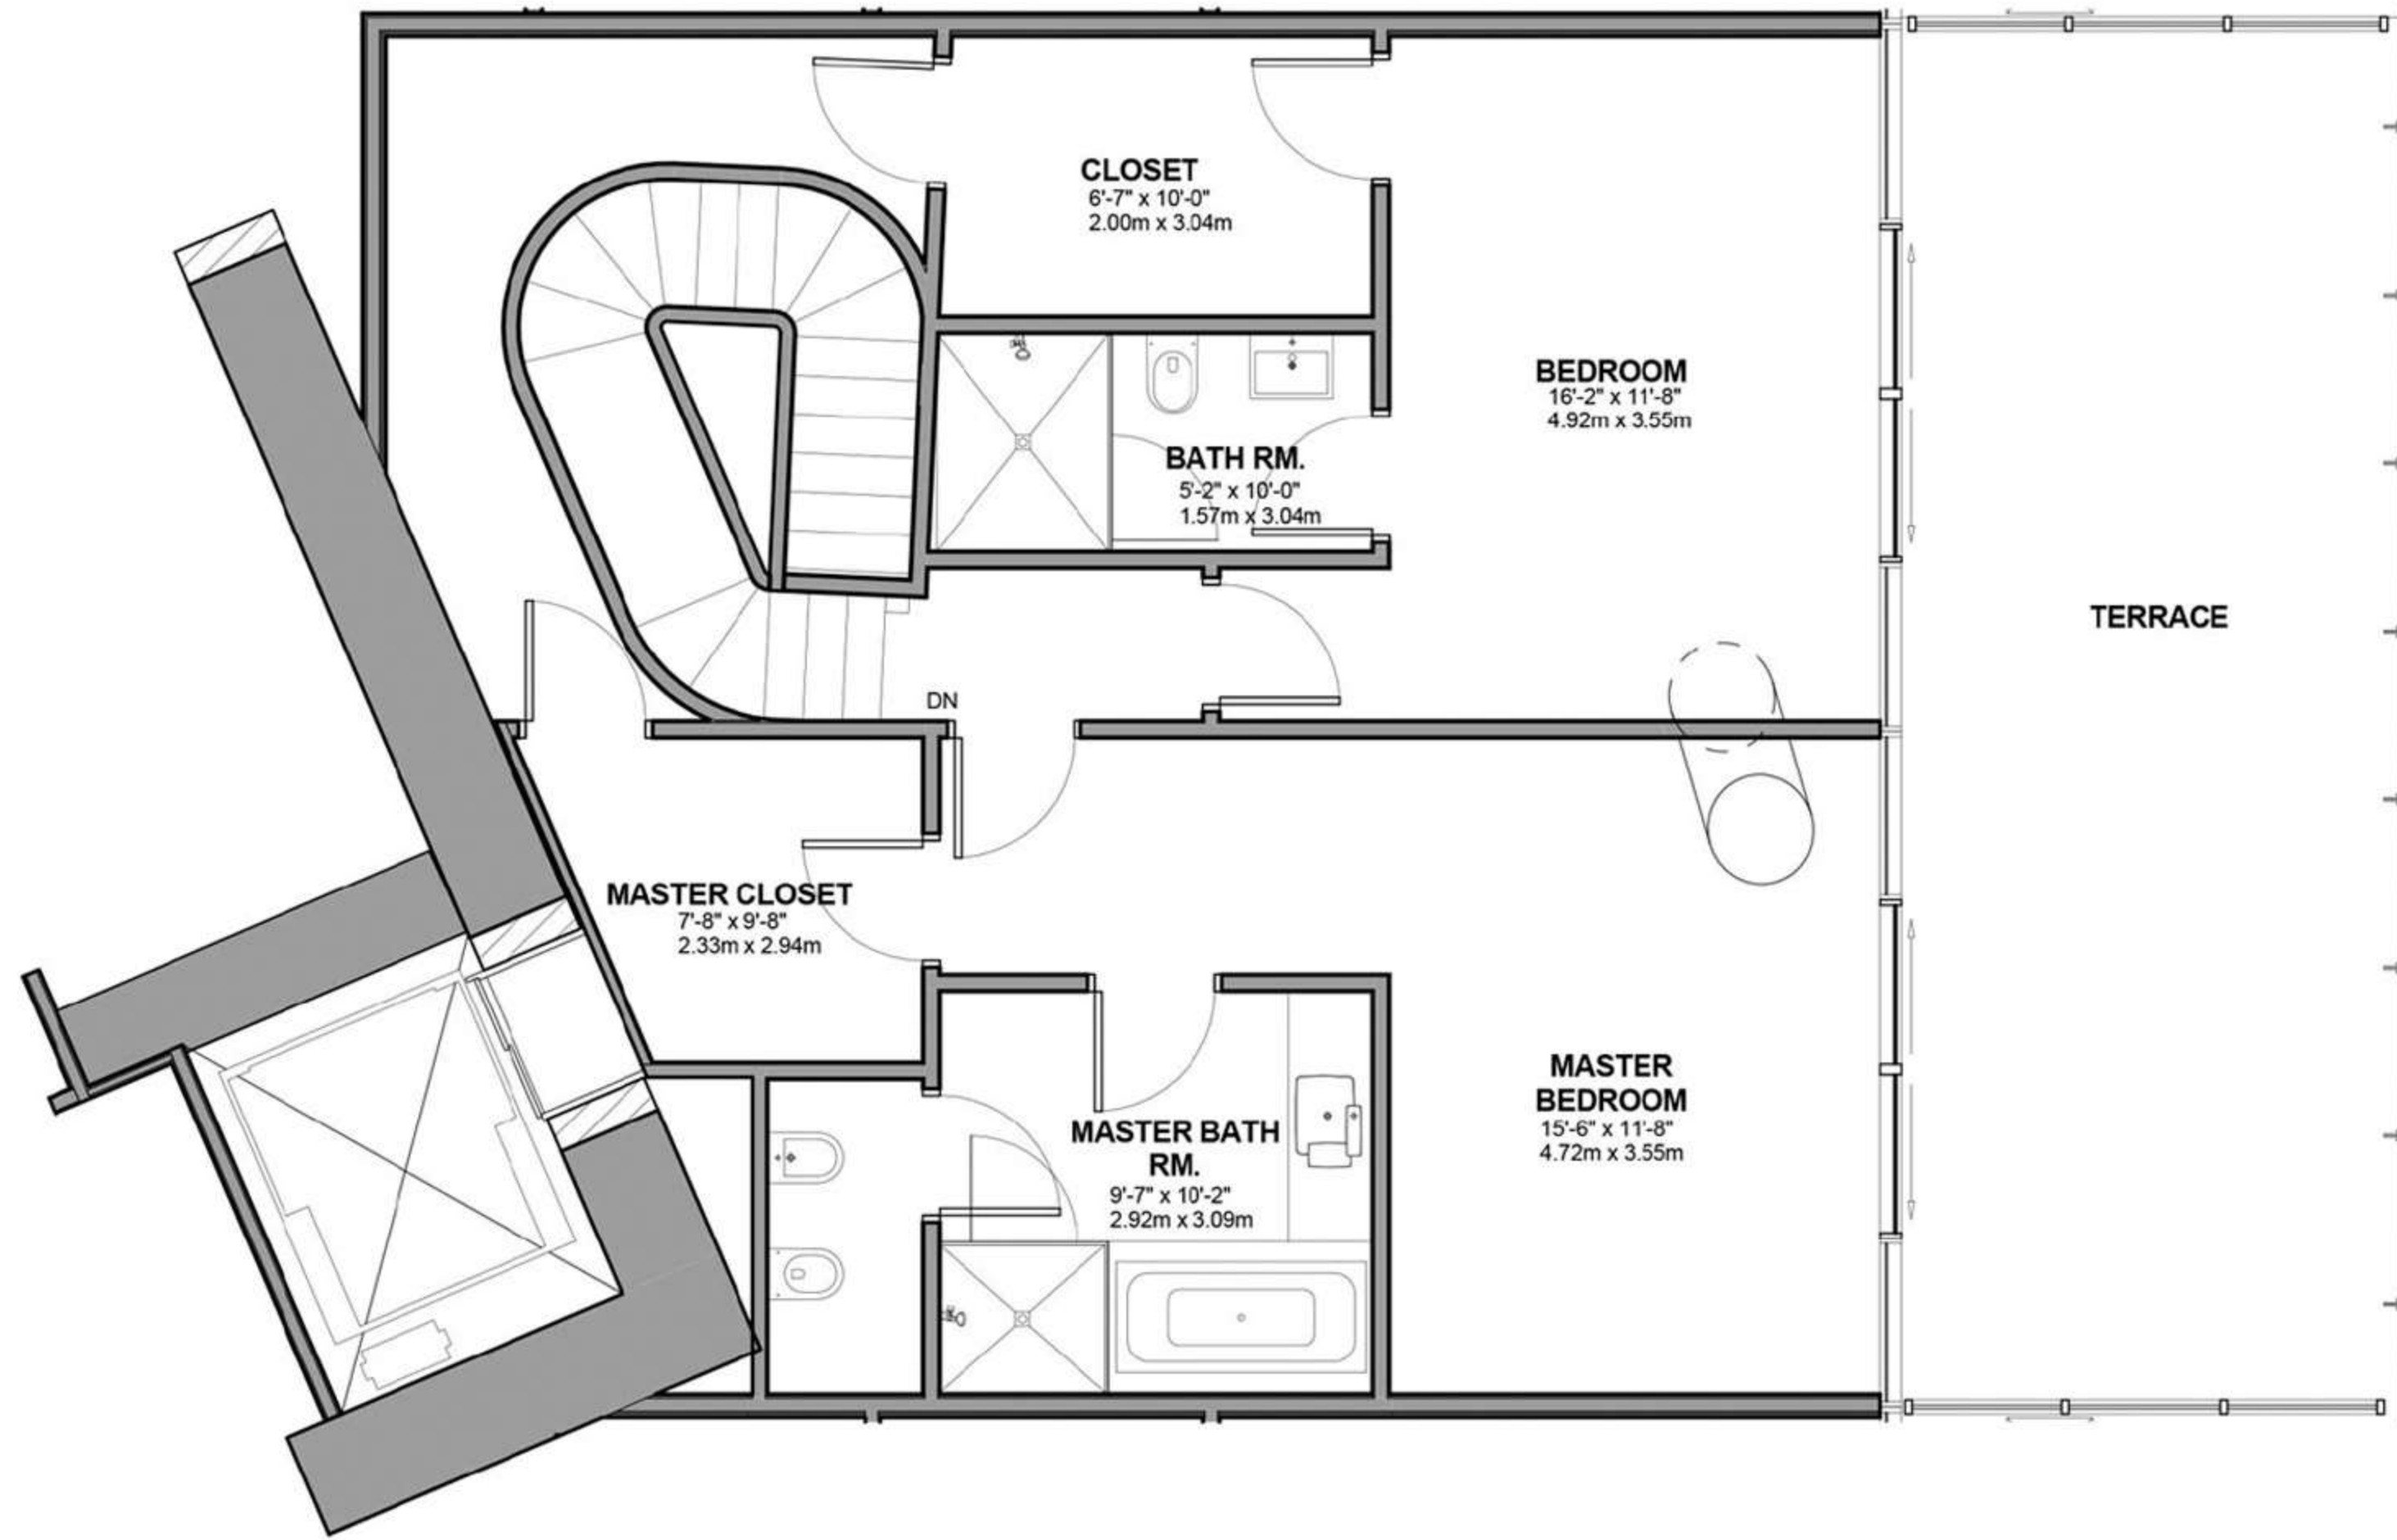 CLOSET
6'-7" x 10'-0"
2.00m x 3.04m
BEDROOM
16'-2" x 11'-8"
4.92m x 3.55m
BATH RM.
5'-2" x 10'-0"
1.57m x 3.04m
TERRACE
DN
MASTER CLOSET
7'-8" x 9'-8"
2.33m x 2.94m
MASTER
BEDROOM
15'-6" x 11'-8"
4.72m x 3.55m
MASTER BATH
RM.
9'-7" x 10'-2"
2.92m x 3.09m